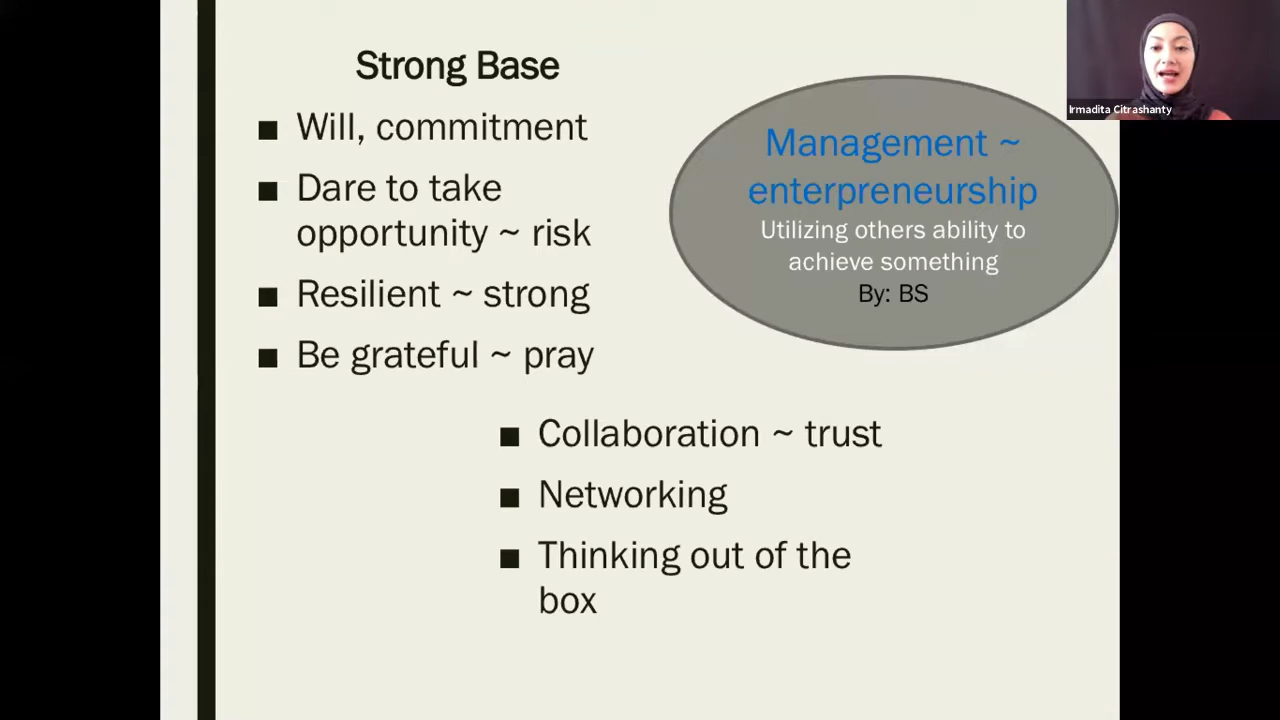 Strong Base
■ Will, commitment
■ Dare to take
opportunity ~ risk
■ Resilient ~ strong
■ Be grateful ~ pray
Management ~
enterpreneurship
Utilizing others ability to
achieve something
By: BS
■ Collaboration ~ trust
■ Networking
■ Thinking out of the
box
Irmadita Citrashanty